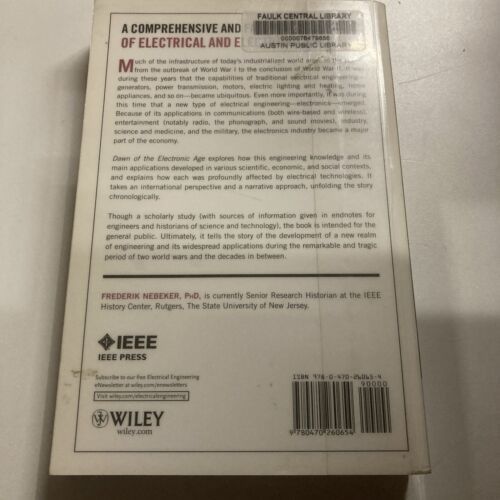 A COMPREHENSIVE AND
OF ELECTRICAL AND
FAULK CENTRAL LIBRARY
AUSTIN PUBLIC LIBRARY
Much of the infrastructure of today's industrialized world arose in the
from the outbreak of World War I to the conclusion of World War II. It was
during these years that the capabilities of traditional electrical engineering—
generators, power transmission, motors, electric lighting and heating, home
appliances, and so on—became ubiquitous. Even more importantly, it was during
this time that a new type of electrical engineering—electronics—emerged.
Because of its applications in communications (both wire-based and wireless),
entertainment (notably radio, the phonograph, and sound movies), industry,
science and medicine, and the military, the electronics industry became a major
part of the economy.
Dawn of the Electronic Age explores how this engineering knowledge and its
main applications developed in various scientific, economic, and social contexts,
and explains how each was profoundly affected by electrical technologies. It
takes an international perspective and a narrative approach, unfolding the story
chronologically.
Though a scholarly study (with sources of information given in endnotes for
engineers and historians of science and technology), the book is intended for the
general public. Ultimately, it tells the story of the development of a new realm
of engineering and its widespread applications during the remarkable and tragic
period of two world wars and the decades in between.
FREDERIK NEBEKER, PHD, is currently Senior Research Historian at the IEEE
History Center, Rutgers, The State University of New Jersey.
IEEE
IEEE PRESS
Subscribe to our free Electrical Engineering
eNewsletter at wiley.com/enewsletters
Visit wiley.com/electricalengineering
WILEY
wiley.com
ISBN 978-0-470-26065-4
90000
9 780470 260654